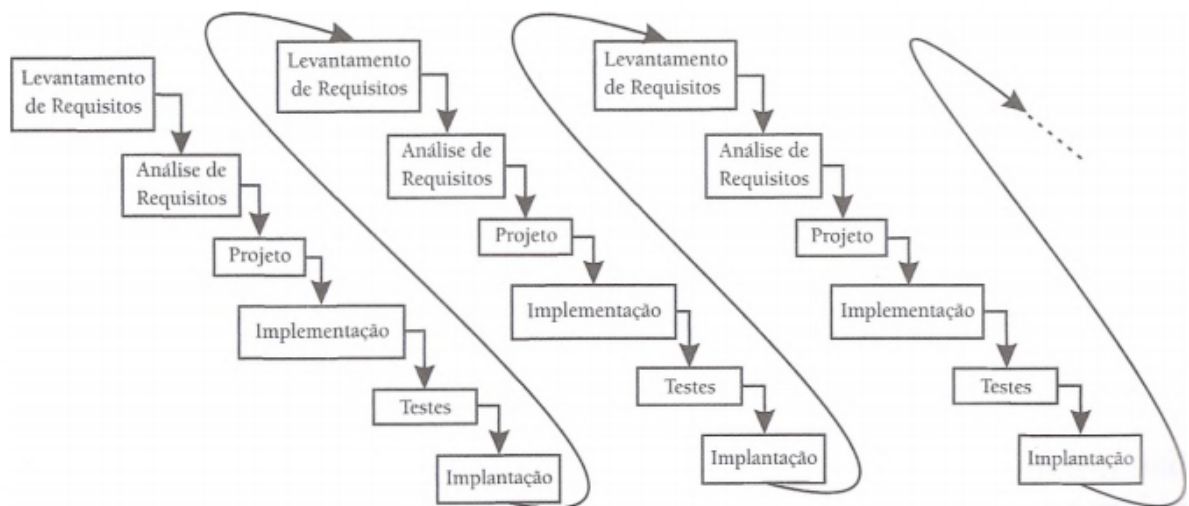 Levantamento
de Requisitos
Análise de
Requisitos
Projeto
Implementação
Testes
Implantação
Levantamento
de Requisitos
Análise de
Requisitos
Projeto
Implementação
Testes
Implantação
Levantamento
de Requisitos
Análise de
Requisitos
Projeto
Implementação
Testes
Implantação